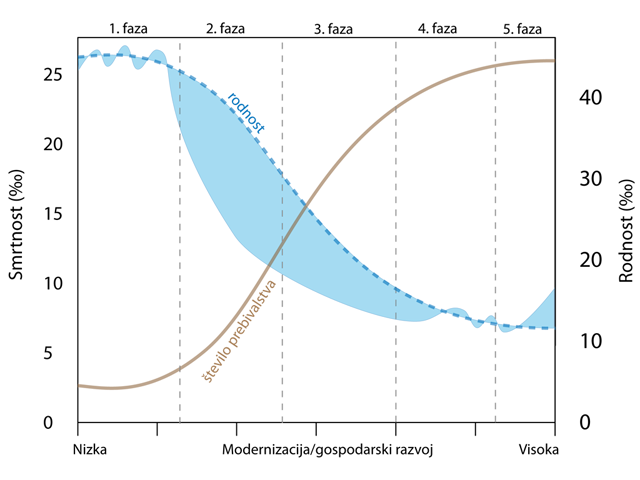 1. faza
2. faza
3. faza
4. faza
5. faza
25
20
15
10
5
0
Smrtnost (‰)
rodnost
število prebivalstva
40
30
20
10
0
Rodnost (‰)
Nizka
Modernizacija/gospodarski razvoj
Visoka